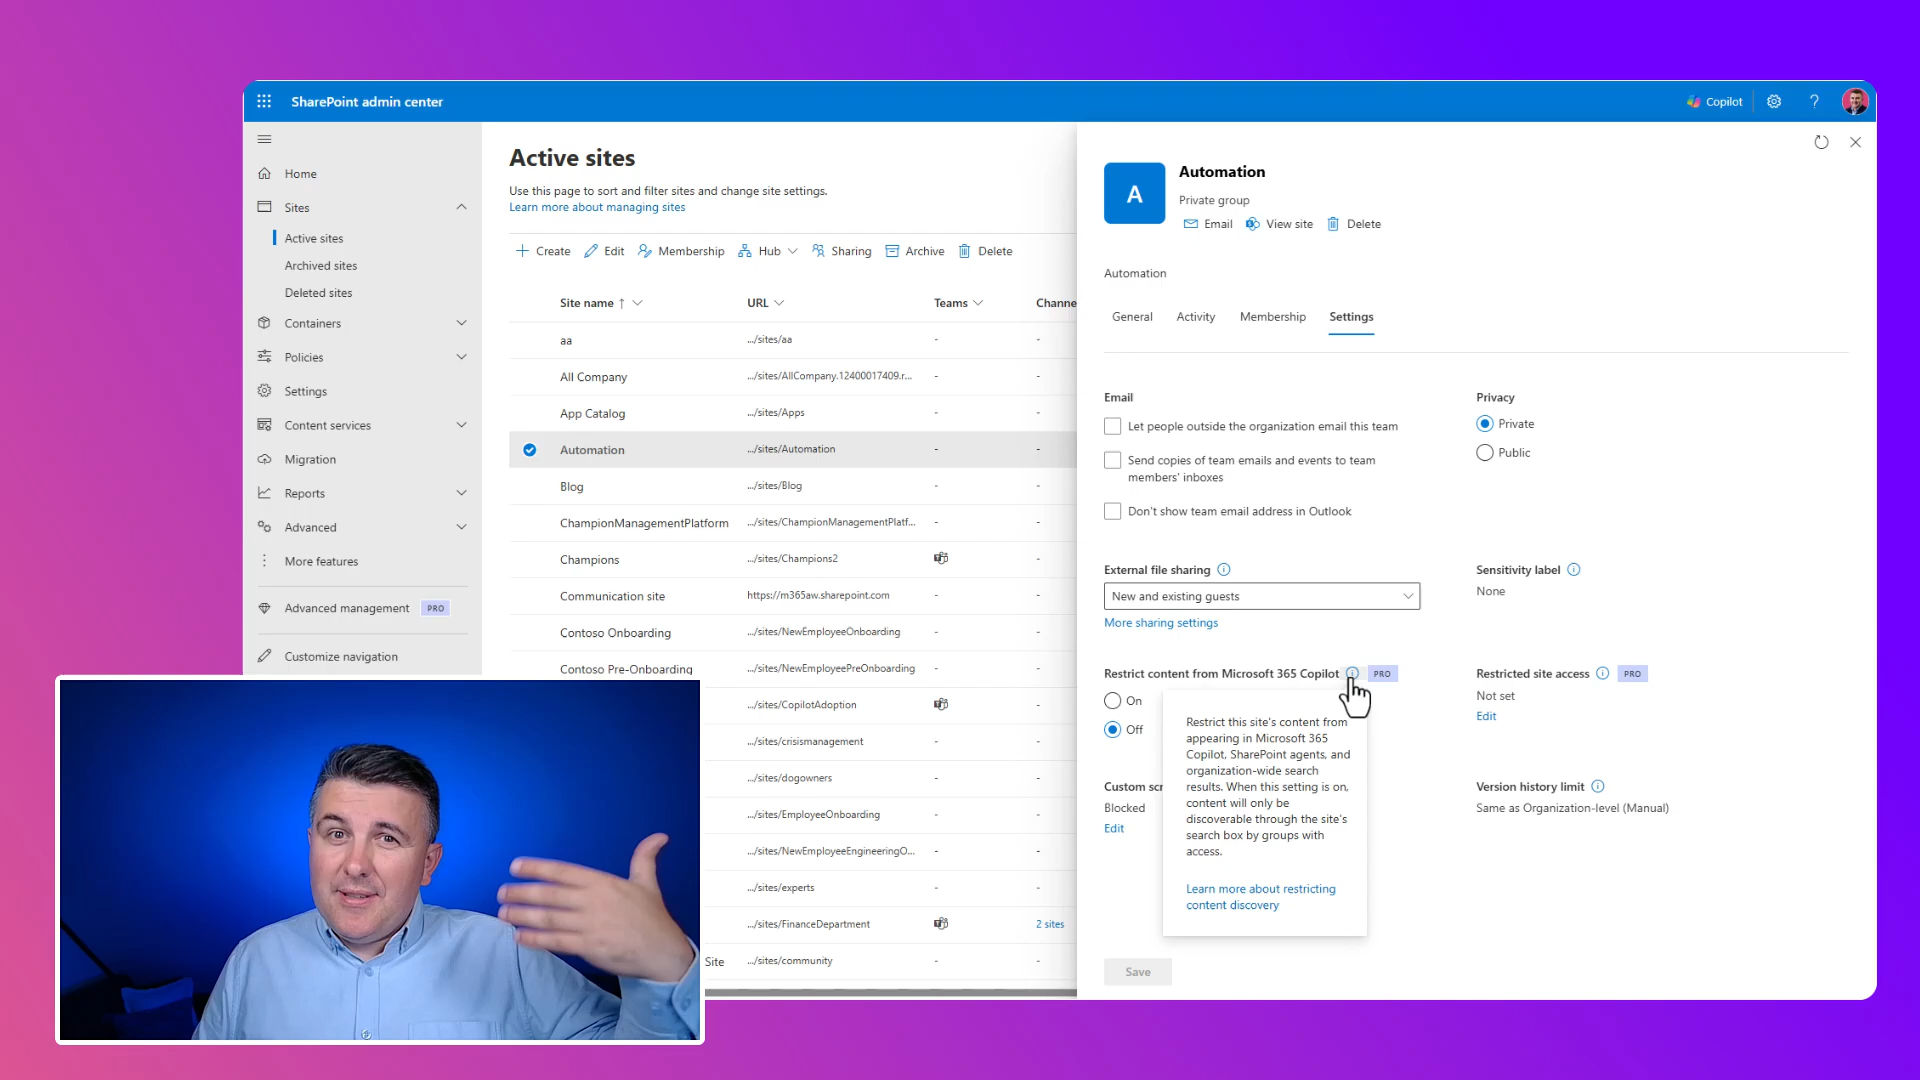 SharePoint admin center
Copilot
Home
Sites
Active sites
Archived sites
Deleted sites
Containers
Policies
Settings
Content services
Migration
Reports
Advanced
More features
Advanced management PRO
Customize navigation
Active sites
Use this page to sort and filter sites and change site settings.
Learn more about managing sites
Create Edit Membership Hub Sharing Archive Delete
Site name ↑ URL Teams Channe
aa .../sites/aa - -
All Company .../sites/AllCompany.12400017409.r... - -
App Catalog .../sites/Apps - -
Automation .../sites/Automation - -
Blog .../sites/Blog - -
ChampionManagementPlatform .../sites/ChampionManagementPlatf... - -
Champions .../sites/Champions2 -
Communication site https://m365aw.sharepoint.com - -
Contoso Onboarding .../sites/NewEmployeeOnboarding - -
Contoso Pre-Onboarding .../sites/NewEmployeePreOnboarding - -
.../sites/CopilotAdoption -
.../sites/crisismanagement - -
.../sites/dogowners - -
.../sites/EmployeeOnboarding - -
.../sites/NewEmployeeEngineeringO... - -
.../sites/experts - -
.../sites/FinanceDepartment 2 sites
Site .../sites/community - -
A
Automation
Private group
Email View site Delete
Automation
General Activity Membership Settings
Email
Let people outside the organization email this team
Send copies of team emails and events to team
members' inboxes
Don't show team email address in Outlook
Privacy
Private
Public
External file sharing
New and existing guests
More sharing settings
Sensitivity label
None
Restrict content from Microsoft 365 Copilot PRO
On
Off
Restrict this site's content from
appearing in Microsoft 365
Copilot, SharePoint agents, and
organization-wide search
results. When this setting is on,
content will only be
discoverable through the site's
search box by groups with
access.
Learn more about restricting
content discovery
Restricted site access PRO
Not set
Edit
Custom scr
Blocked
Edit
Version history limit
Same as Organization-level (Manual)
Save